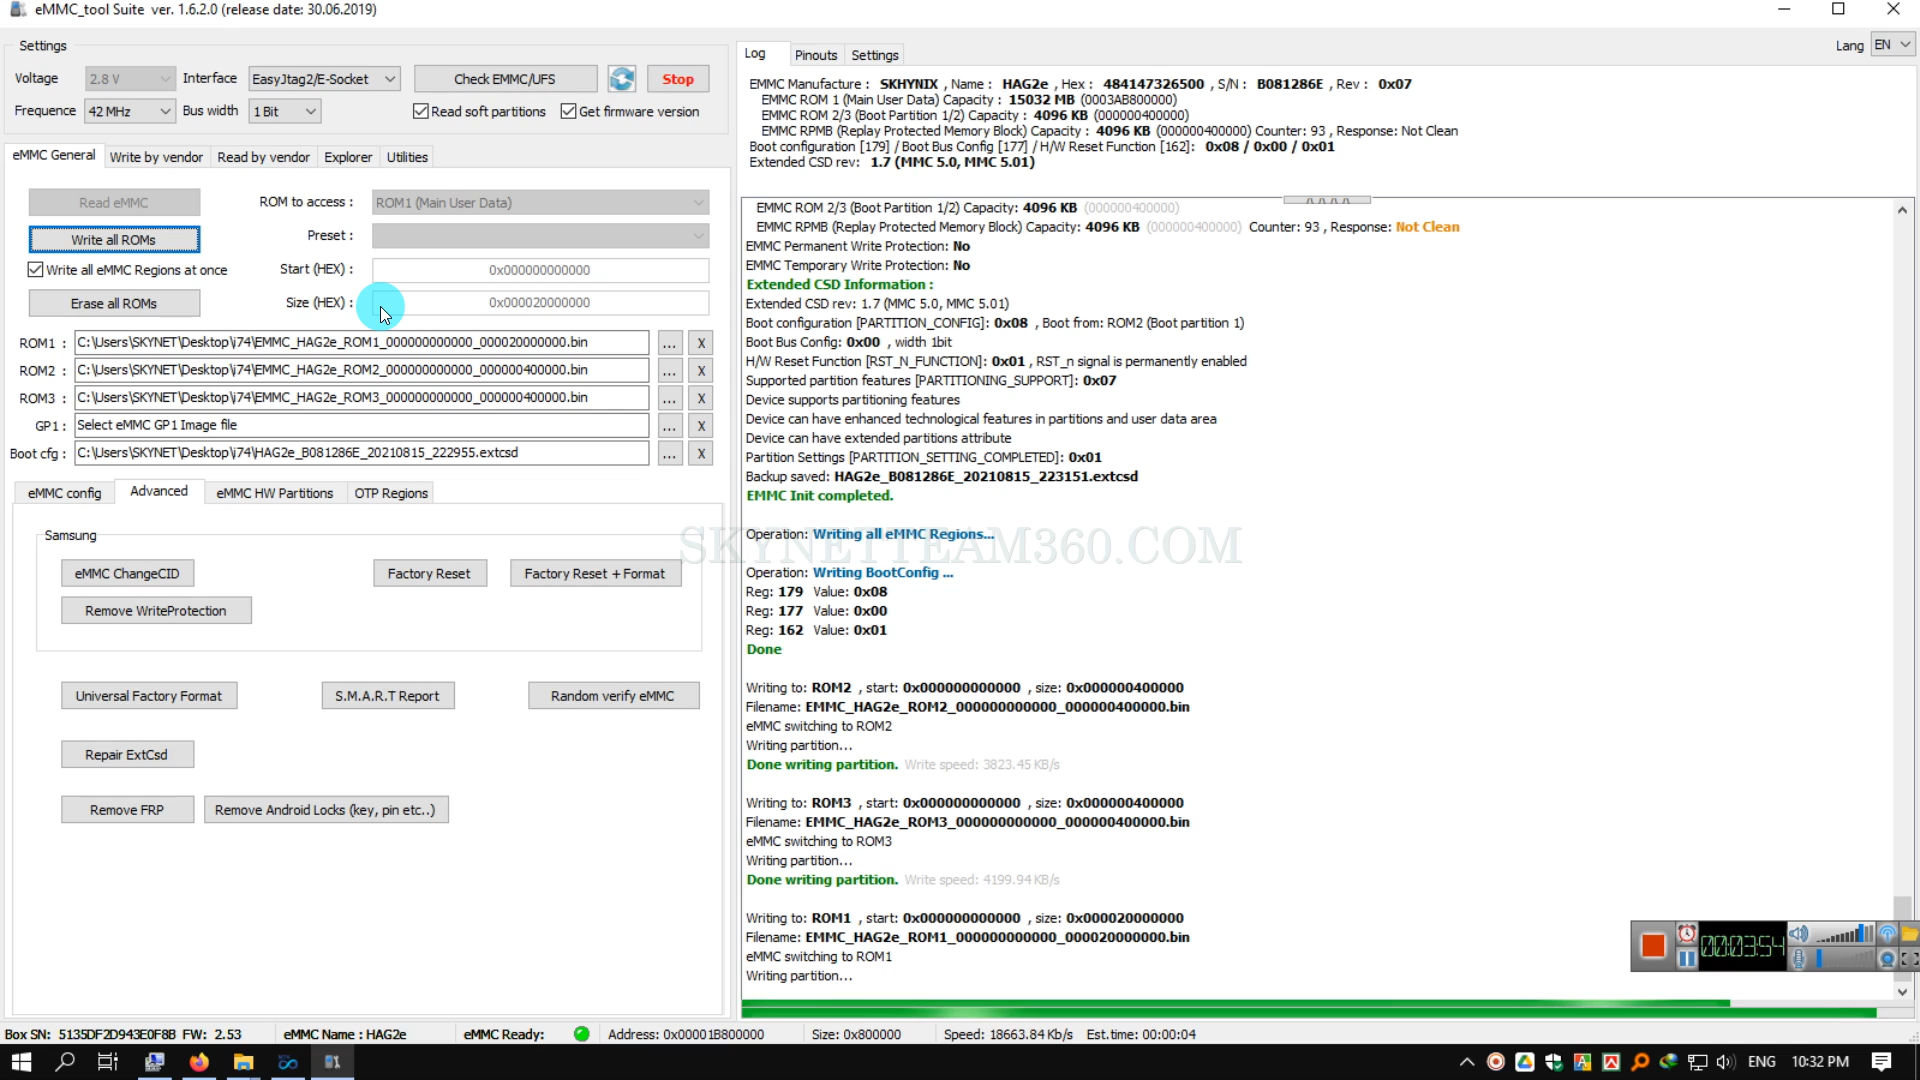 eMMC_tool Suite ver. 1.6.2.0 (release date: 30.06.2019)
Settings
Voltage 2.8 V Interface EasyJtag2/E-Socket Check EMMC/UFS Stop
Frequency 42 MHz Bus width 1 Bit Read soft partitions Get firmware version
eMMC General Write by vendor Read by vendor Explorer Utilities
Read eMMC ROM to access : ROM1 (Main User Data)
Write all ROMs Preset :
Write all eMMC Regions at once Start (HEX) : 0x000000000000
Erase all ROMs Size (HEX) : 0x000020000000
ROM1 : C:\Users\SKYNET\Desktop\i74\EMMC_HAG2e_ROM1_000000000000_000020000000.bin ... X
ROM2 : C:\Users\SKYNET\Desktop\i74\EMMC_HAG2e_ROM2_000000000000_000000400000.bin ... X
ROM3 : C:\Users\SKYNET\Desktop\i74\EMMC_HAG2e_ROM3_000000000000_000000400000.bin ... X
GP1 : Select eMMC GP1 Image file ... X
Boot cfg : C:\Users\SKYNET\Desktop\i74\HAG2e_B081286E_20210815_222955.extcsd ... X
eMMC config Advanced eMMC HW Partitions OTP Regions
Samsung
eMMC ChangeCID Factory Reset Factory Reset + Format
Remove WriteProtection
Universal Factory Format S.M.A.R.T Report Random verify eMMC
Repair ExtCsd
Remove FRP Remove Android Locks (key, pin etc..)
Log Pinouts Settings Lang EN
EMMC Manufacture : SKHYNIX , Name : HAG2e , Hex : 484147326500 , S/N : B081286E , Rev : 0x07
EMMC ROM 1 (Main User Data) Capacity : 15032 MB (0003AB800000)
EMMC ROM 2/3 (Boot Partition 1/2) Capacity : 4096 KB (000000400000)
EMMC RPMB (Replay Protected Memory Block) Capacity : 4096 KB (000000400000) Counter: 93 , Response: Not Clean
Boot configuration [179] / Boot Bus Config [177] / H/W Reset Function [162]: 0x08 / 0x00 / 0x01
Extended CSD rev: 1.7 (MMC 5.0, MMC 5.01)
EMMC ROM 2/3 (Boot Partition 1/2) Capacity: 4096 KB (000000400000)
EMMC RPMB (Replay Protected Memory Block) Capacity: 4096 KB (000000400000) Counter: 93 , Response: Not Clean
EMMC Permanent Write Protection: No
EMMC Temporary Write Protection: No
Extended CSD Information :
Extended CSD rev: 1.7 (MMC 5.0, MMC 5.01)
Boot configuration [PARTITION_CONFIG]: 0x08 , Boot from: ROM2 (Boot partition 1)
Boot Bus Config: 0x00 , width 1bit
H/W Reset Function [RST_N_FUNCTION]: 0x01 , RST_n signal is permanently enabled
Supported partition features [PARTITIONING_SUPPORT]: 0x07
Device supports partitioning features
Device can have enhanced technological features in partitions and user data area
Device can have extended partitions attribute
Partition Settings [PARTITION_SETTING_COMPLETED]: 0x01
Backup saved: HAG2e_B081286E_20210815_223151.extcsd
EMMC Init completed.
Operation: Writing all eMMC Regions...
SKYNETTEAM360.COM
Operation: Writing BootConfig ...
Reg: 179 Value: 0x08
Reg: 177 Value: 0x00
Reg: 162 Value: 0x01
Done
Writing to: ROM2 , start: 0x000000000000 , size: 0x000000400000
Filename: EMMC_HAG2e_ROM2_000000000000_000000400000.bin
eMMC switching to ROM2
Writing partition...
Done writing partition. Write speed: 3823.45 KB/s
Writing to: ROM3 , start: 0x000000000000 , size: 0x000000400000
Filename: EMMC_HAG2e_ROM3_000000000000_000000400000.bin
eMMC switching to ROM3
Writing partition...
Done writing partition. Write speed: 4199.94 KB/s
Writing to: ROM1 , start: 0x000000000000 , size: 0x000020000000
Filename: EMMC_HAG2e_ROM1_000000000000_000020000000.bin
eMMC switching to ROM1
Writing partition...
00:03:54
Box SN: 5135DF2D943E0F8B FW: 2.53 eMMC Name : HAG2e eMMC Ready: Address: 0x00001B800000 Size: 0x800000 Speed: 18663.84 Kb/s Est.time: 00:00:04
ENG 10:32 PM